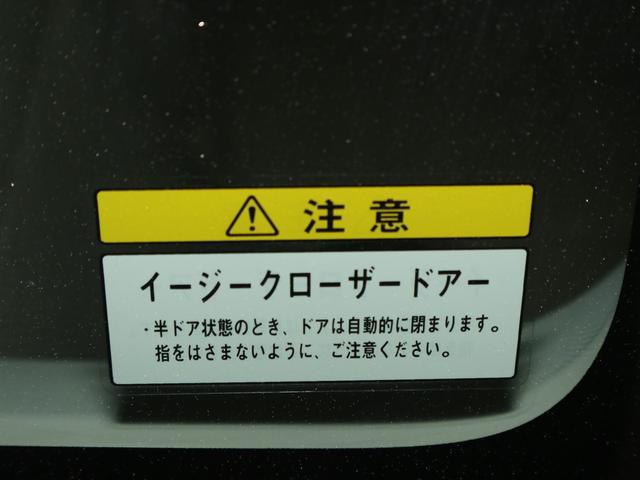 注意
イージークローザードアー
・半ドア状態のとき、ドアは自動的に閉まります。
指をはさまないように、ご注意ください。